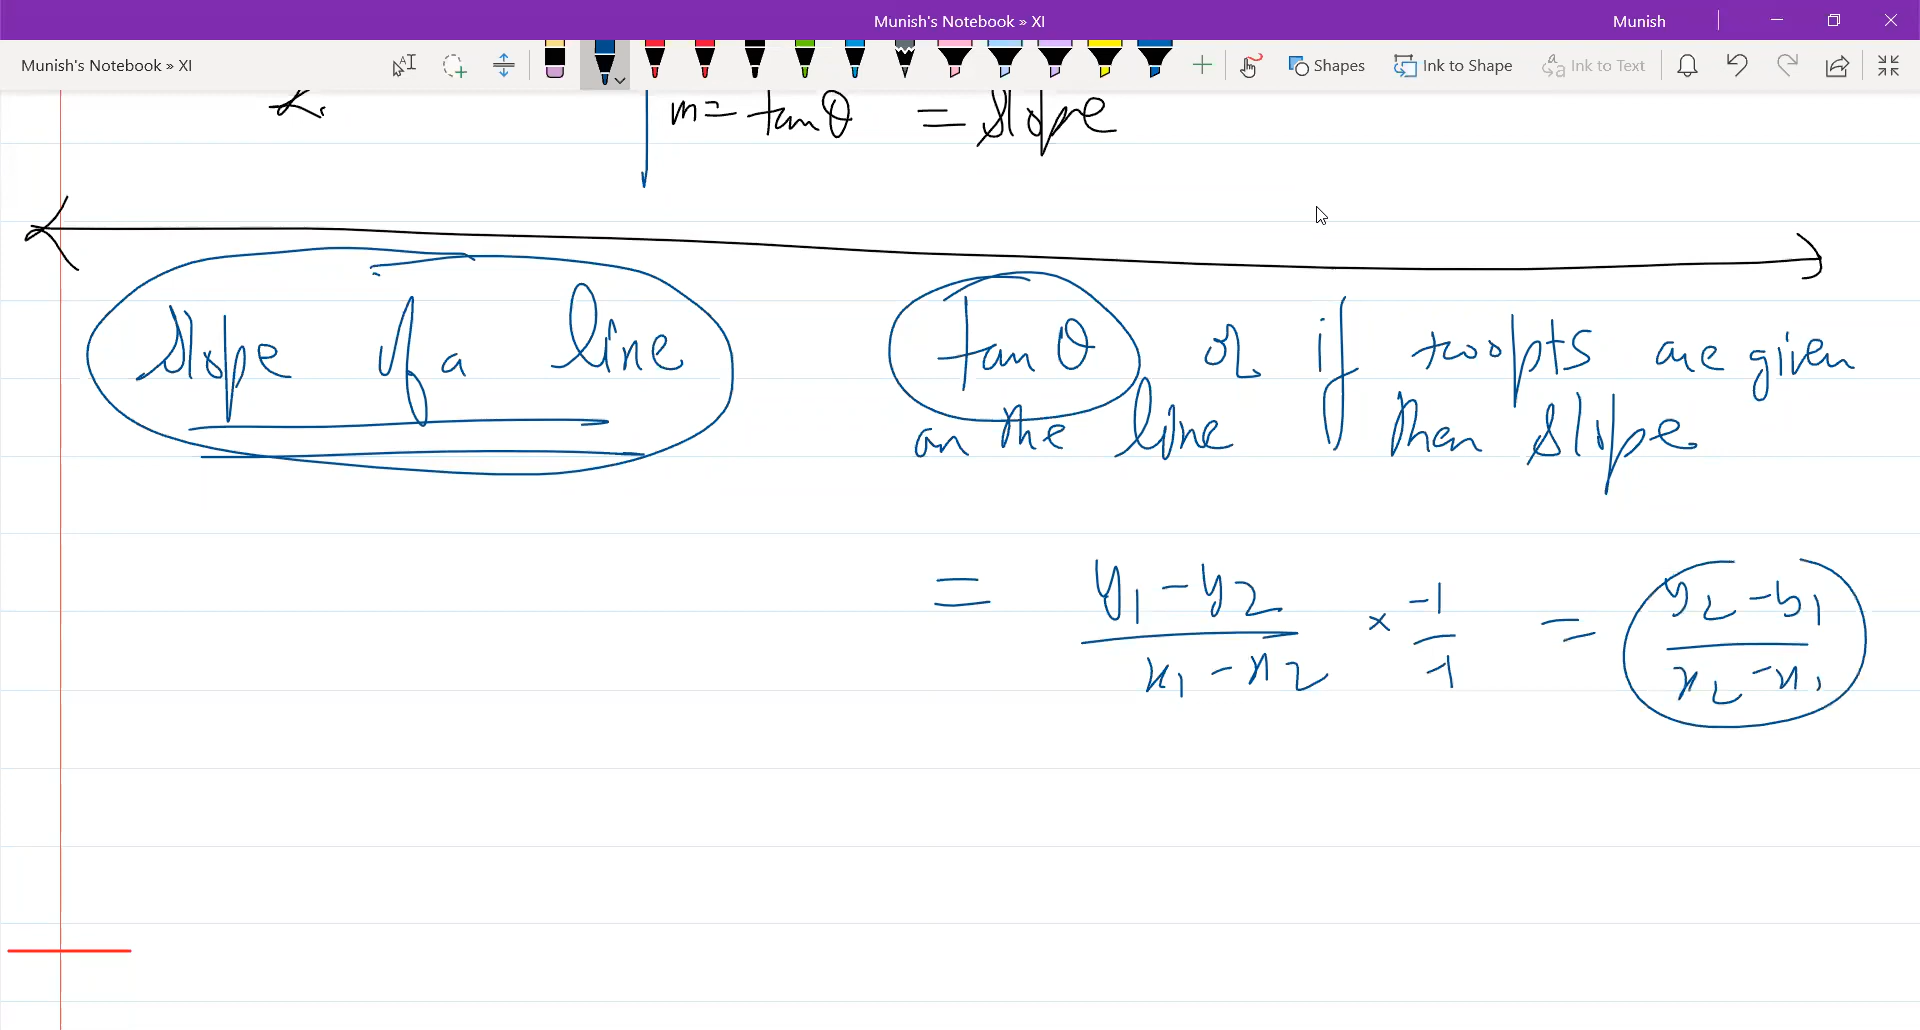 Munish's Notebook » XI
Munish
Munish's Notebook » XI
Shapes
Ink to Shape
Ink to Text
m = tan θ = slope
slope of a line
tan θ or if two pts are given
on the line then slope
= y1 - y2 / x1 - x2 × -1 / -1 = y2 - y1 / x2 - x1